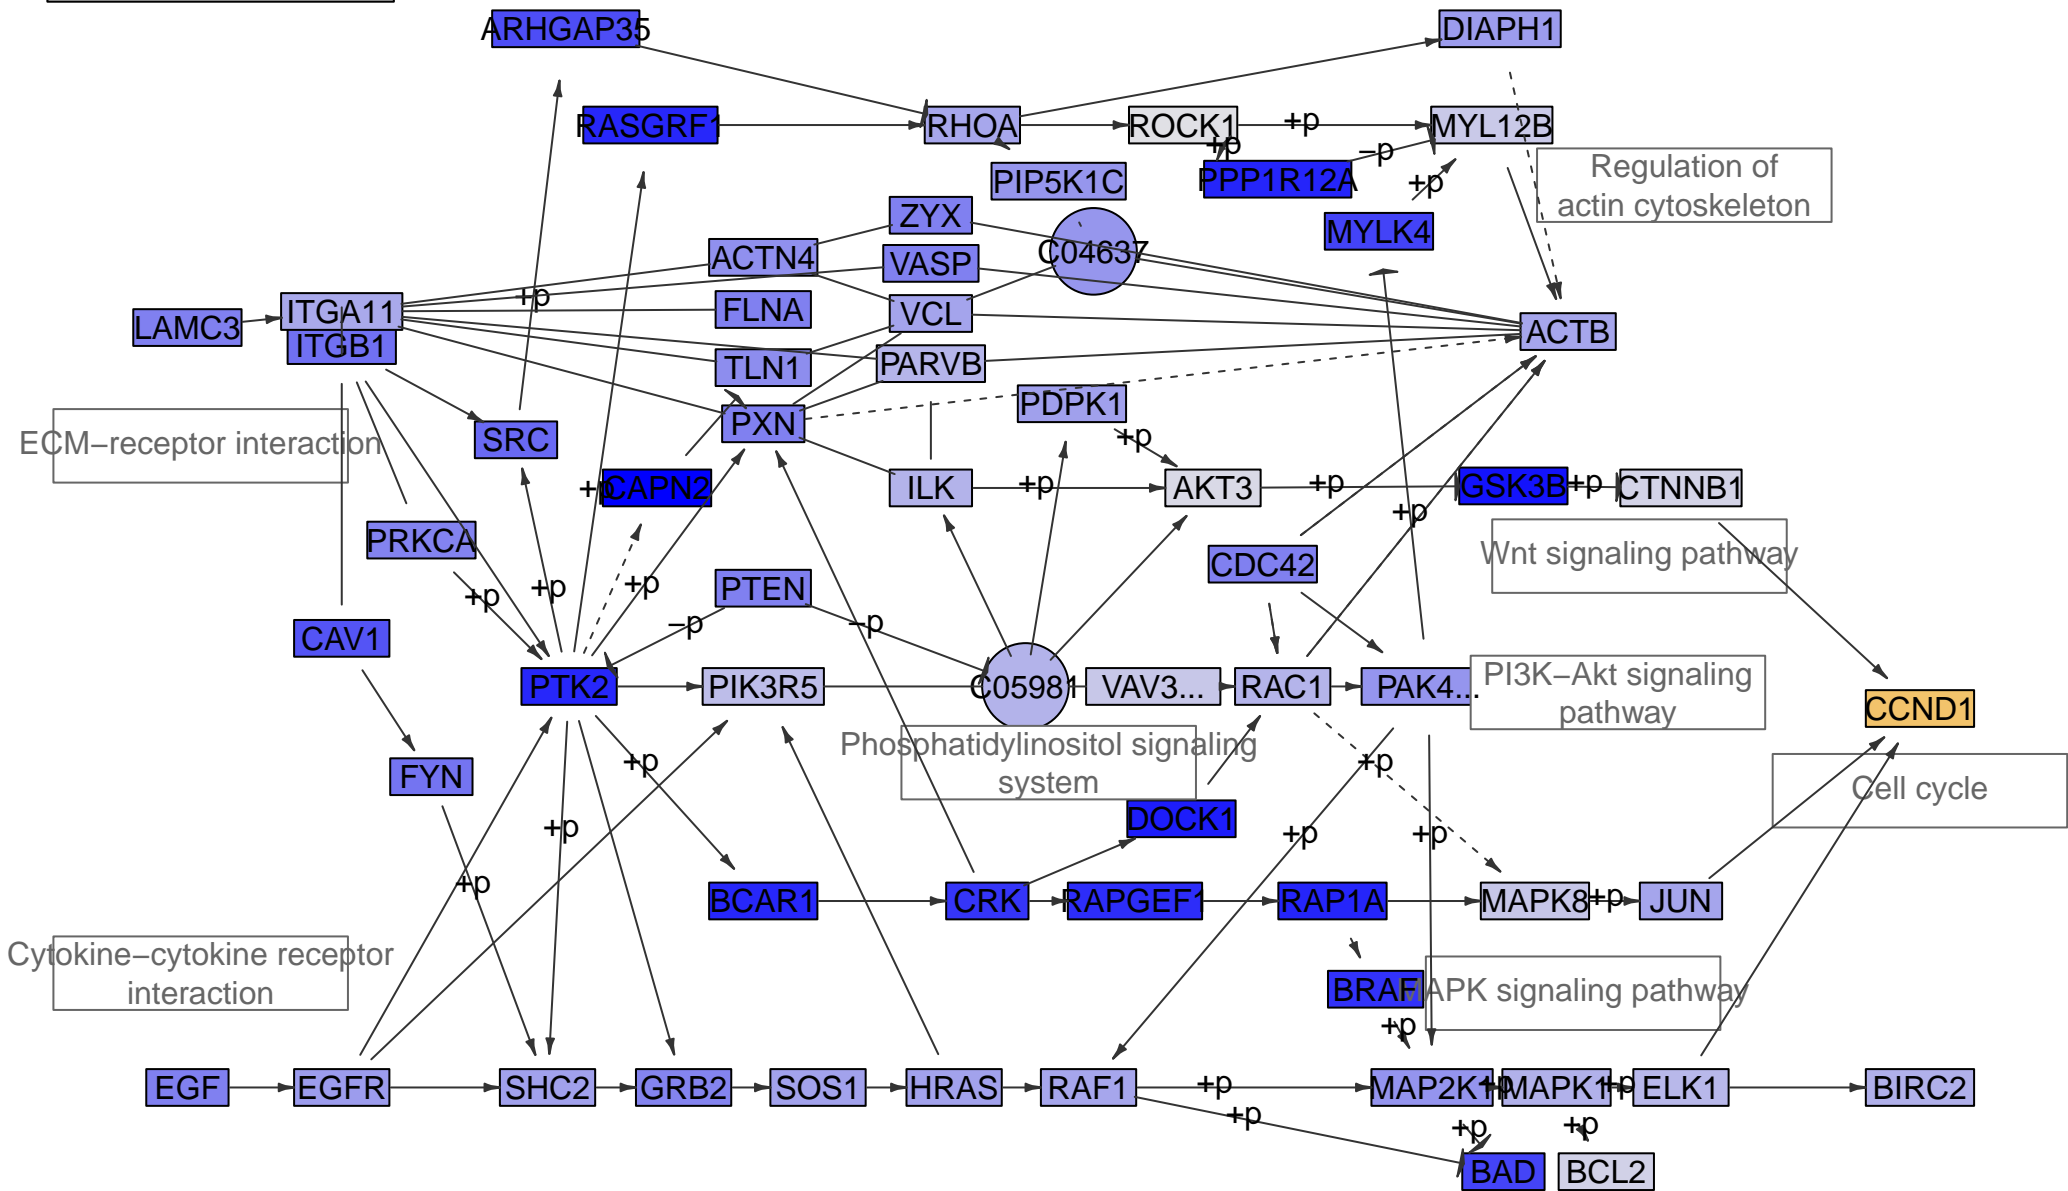 ARHGAP35
DIAPH1
RASGRF1
RHOA
ROCK1
+p
MYL12B
+p
−p
PIP5K1C
PPP1R12A
+p
Regulation of
actin cytoskeleton
ZYX
MYLK4
ACTN4
VASP
C04637
+p
ITGA11
FLNA
VCL
LAMC3
ITGB1
ACTB
TLN1
PARVB
PDPK1
PXN
+p
ECM−receptor interaction
SRC
+p
CAPN2
ILK
+p
AKT3
+p
GSK3B
+p
CTNNB1
+p
PRKCA
Wnt signaling pathway
CDC42
+p
+p
+p
PTEN
−p
−p
CAV1
PTK2
PIK3R5
C05981
VAV3...
RAC1
PAK4...
PI3K−Akt signaling
pathway
CCND1
Phosphatidylinositol signaling
system
FYN
+p
+p
Cell cycle
DOCK1
+p
+p
+p
+p
BCAR1
CRK
RAPGEF1
RAP1A
MAPK8
+p
JUN
Cytokine−cytokine receptor
interaction
BRAF
MAPK signaling pathway
+p
EGF
EGFR
SHC2
GRB2
SOS1
HRAS
RAF1
+p
MAP2K1
+p
MAPK1
+p
ELK1
BIRC2
+p
+p
+p
BAD
BCL2